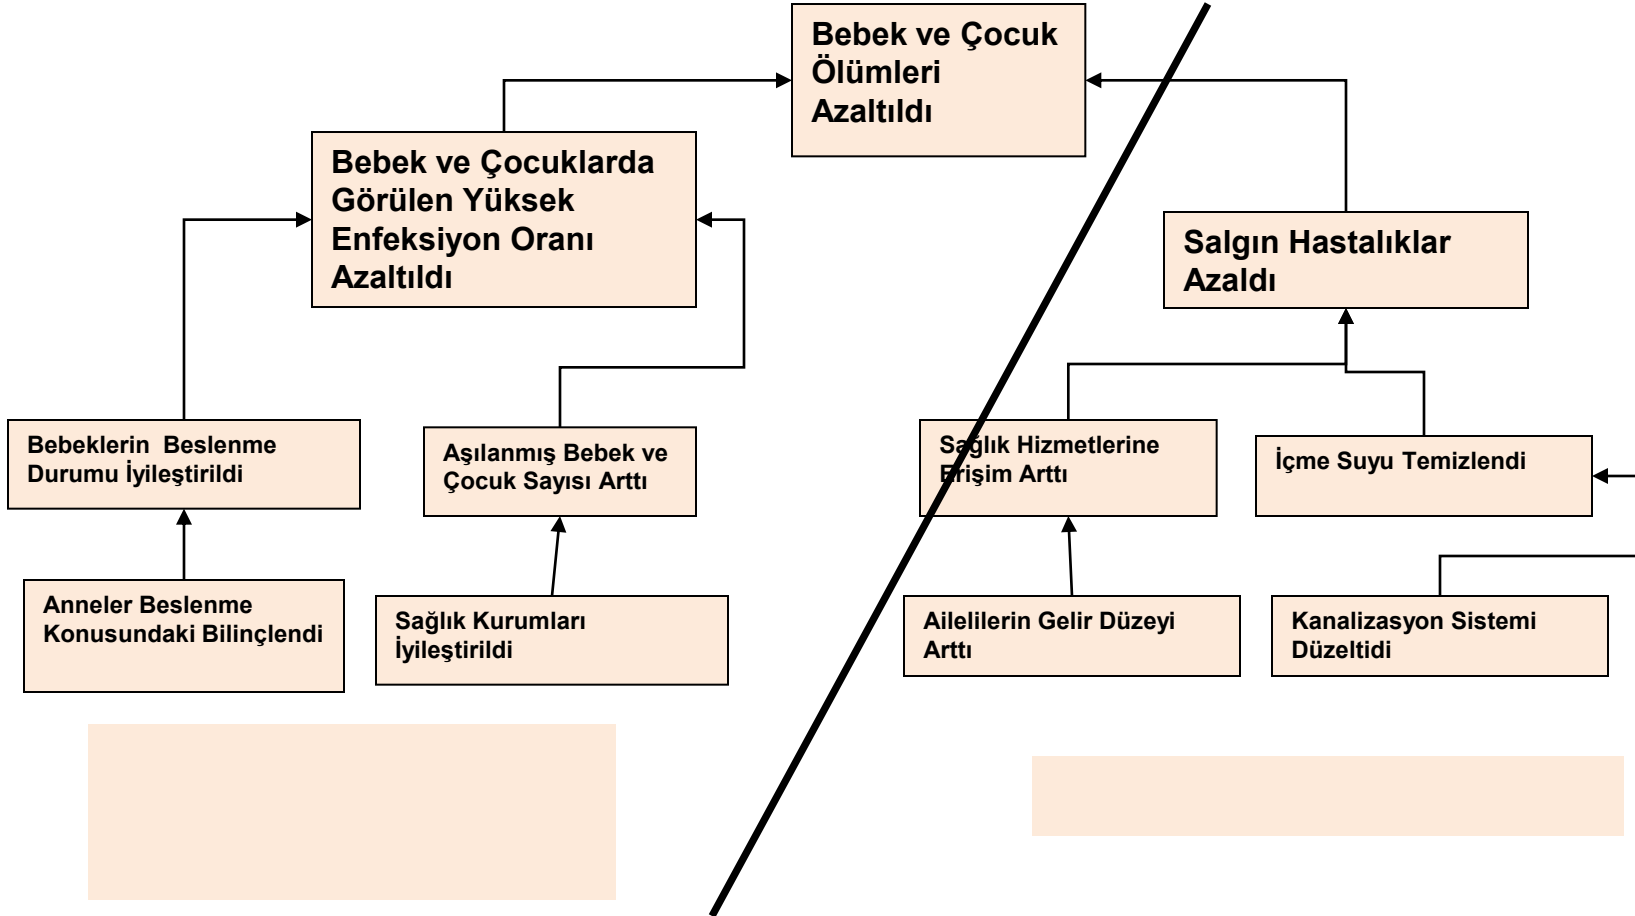 Bebek ve Çocuk
Ölümleri
Azaltıldı
Bebek ve Çocuklarda
Görülen Yüksek
Enfeksiyon Oranı
Azaltıldı
Salgın Hastalıklar
Azaldı
Bebeklerin Beslenme
Durumu İyileştirildi
Aşılanmış Bebek ve
Çocuk Sayısı Arttı
Sağlık Hizmetlerine
Erişim Arttı
İçme Suyu Temizlendi
Anneler Beslenme
Konusundaki Bilinçlendi
Sağlık Kurumları
İyileştirildi
Ailelilerin Gelir Düzeyi
Arttı
Kanalizasyon Sistemi
Düzeltidi